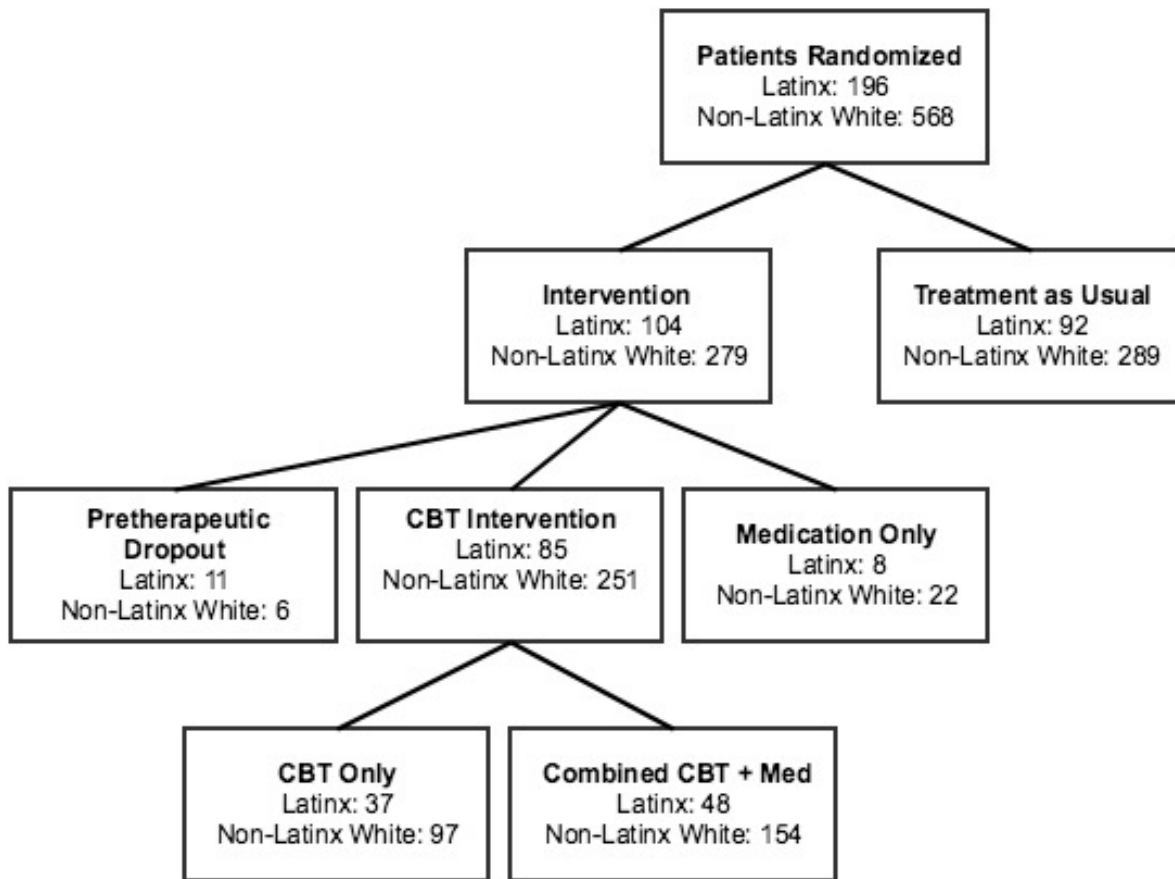 Patients Randomized
Latinx: 196
Non-Latinx White: 568
Intervention
Latinx: 104
Non-Latinx White: 279
Treatment as Usual
Latinx: 92
Non-Latinx White: 289
Pretherapeutic
Dropout
Latinx: 11
Non-Latinx White: 6
CBT Intervention
Latinx: 85
Non-Latinx White: 251
Medication Only
Latinx: 8
Non-Latinx White: 22
CBT Only
Latinx: 37
Non-Latinx White: 97
Combined CBT + Med
Latinx: 48
Non-Latinx White: 154